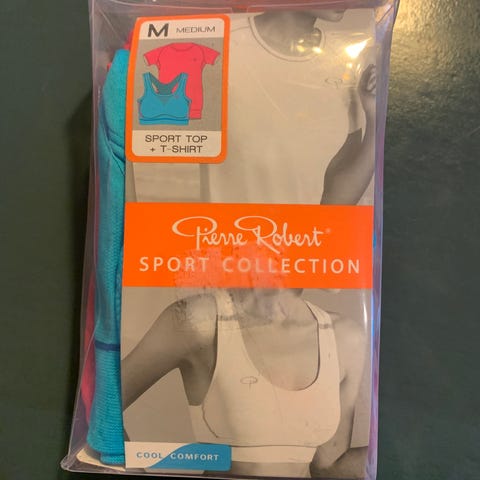 M MEDIUM
SPORT TOP
+ T-SHIRT
Pierre Robert®
SPORT COLLECTION
COOL COMFORT